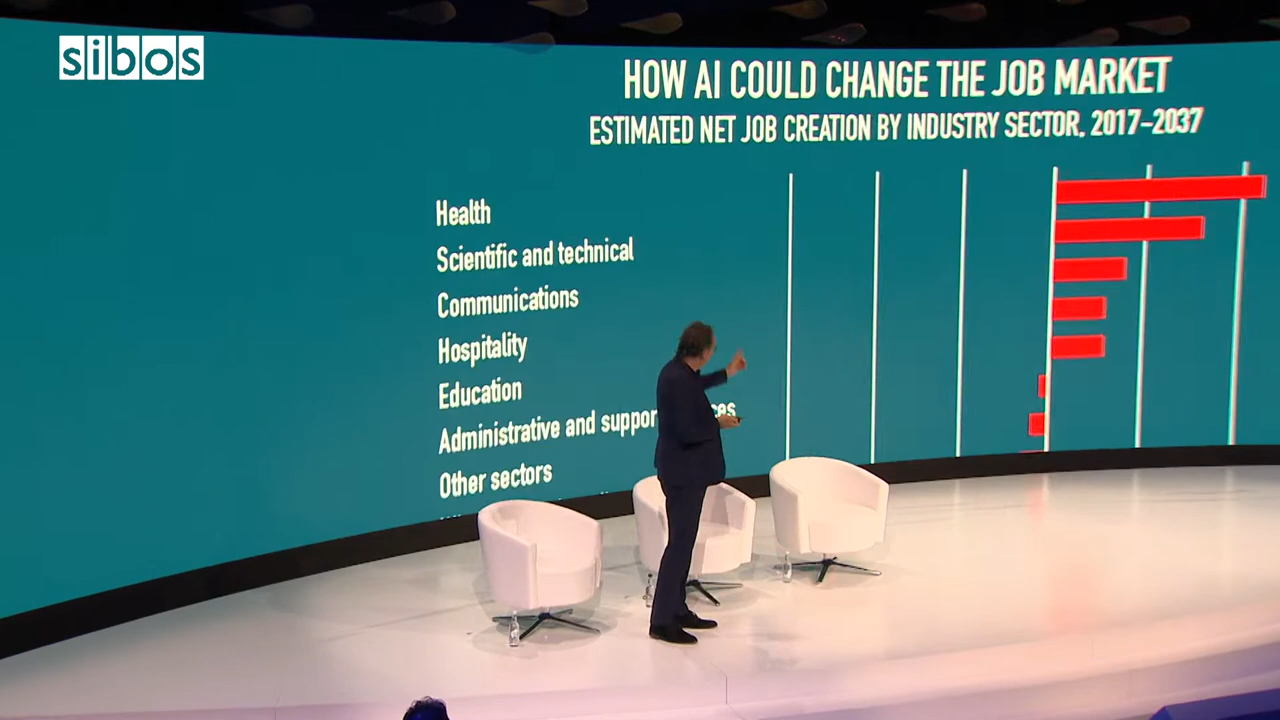 sibos
HOW AI COULD CHANGE THE JOB MARKET
ESTIMATED NET JOB CREATION BY INDUSTRY SECTOR, 2017–2037
Health
Scientific and technical
Communications
Hospitality
Education
Administrative and
Other sectors